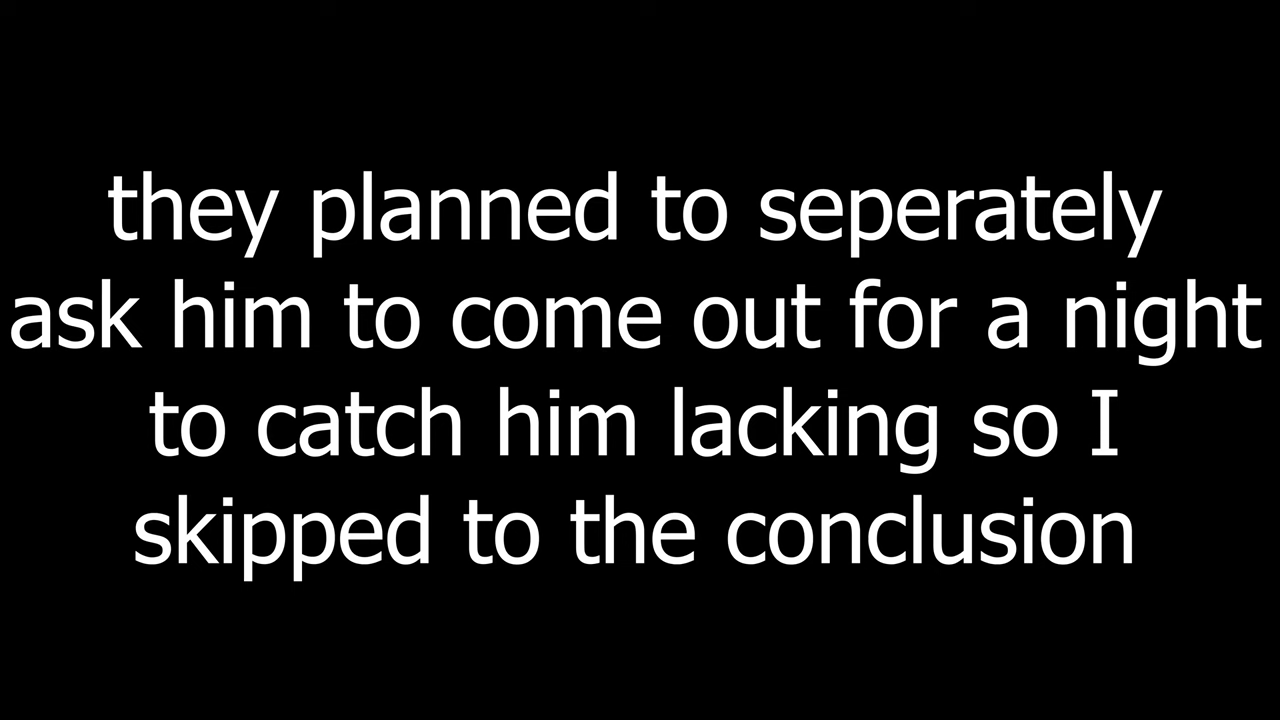 they planned to seperately
ask him to come out for a night
to catch him lacking so I
skipped to the conclusion